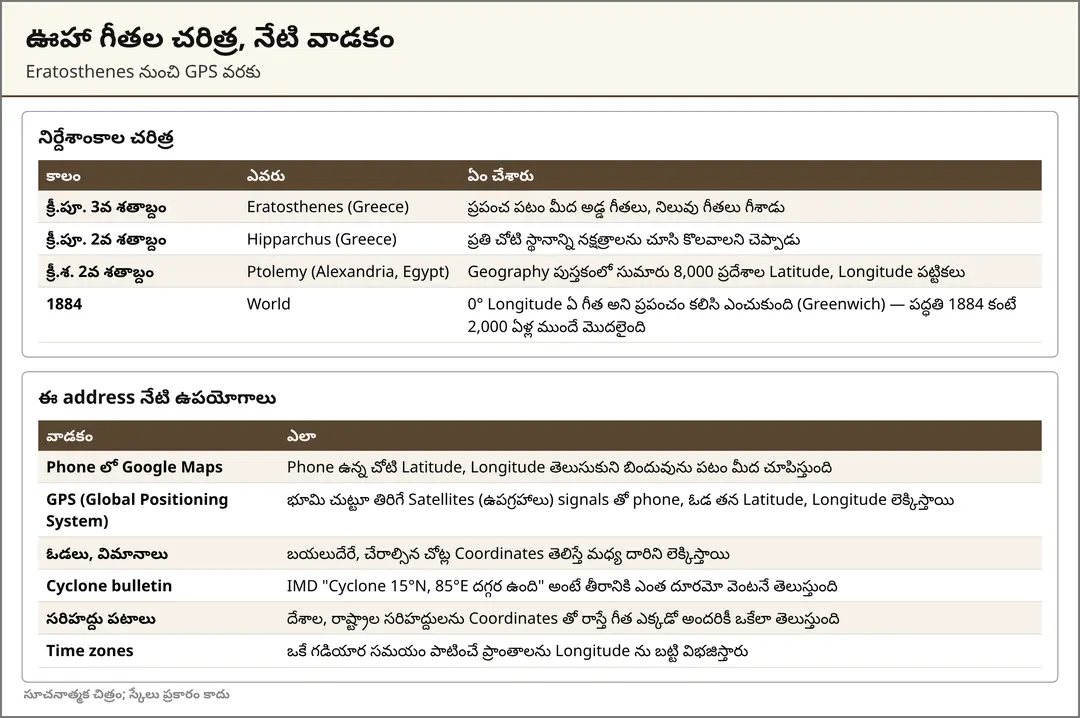 ఊహా గీతల చరిత్ర, నేటి వాడకం
Eratosthenes నుంచి GPS వరకు
నిర్దేశాంకాల చరిత్ర
కాలం ఎవరు ఏం చేశారు
క్రీ.పూ. 3వ శతాబ్దం Eratosthenes (Greece) ప్రపంచ పటం మీద అడ్డ గీతలు, నిలువు గీతలు గీశాడు
క్రీ.పూ. 2వ శతాబ్దం Hipparchus (Greece) ప్రతి చోటి స్థానాన్ని నక్షత్రాలను చూసి కొలవాలని చెప్పాడు
క్రీ.శ. 2వ శతాబ్దం Ptolemy (Alexandria, Egypt) Geography పుస్తకంలో సుమారు 8,000 ప్రదేశాల Latitude, Longitude పట్టికలు
1884 World 0° Longitude ఏ గీత అని ప్రపంచం కలిసి ఎంచుకుంది (Greenwich) — పద్ధతి 1884 కంటే
2,000 ఏళ్ల ముందే మొదలైంది
ఈ address నేటి ఉపయోగాలు
వాడకం ఎలా
Phone లో Google Maps Phone ఉన్న చోటి Latitude, Longitude తెలుసుకుని బిందువును పటం మీద చూపిస్తుంది
GPS (Global Positioning భూమి చుట్టూ తిరిగే Satellites (ఉపగ్రహాలు) signals తో phone, ఓడ తన Latitude, Longitude లెక్కిస్తాయి
System)
ఓడలు, విమానాలు బయలుదేరే, చేరాల్సిన చోట్ల Coordinates తెలిస్తే మధ్య దారిని లెక్కిస్తాయి
Cyclone bulletin IMD "Cyclone 15°N, 85°E దగ్గర ఉంది" అంటే తీరానికి ఎంత దూరమో వెంటనే తెలుస్తుంది
సరిహద్దు పటాలు దేశాల, రాష్ట్రాల సరిహద్దులను Coordinates తో రాస్తే గీత ఎక్కడో అందరికీ ఒకేలా తెలుస్తుంది
Time zones ఒకే గడియార సమయం పాటించే ప్రాంతాలను Longitude ను బట్టి విభజిస్తారు
సూచనాత్మక చిత్రం; స్కేలు ప్రకారం కాదు